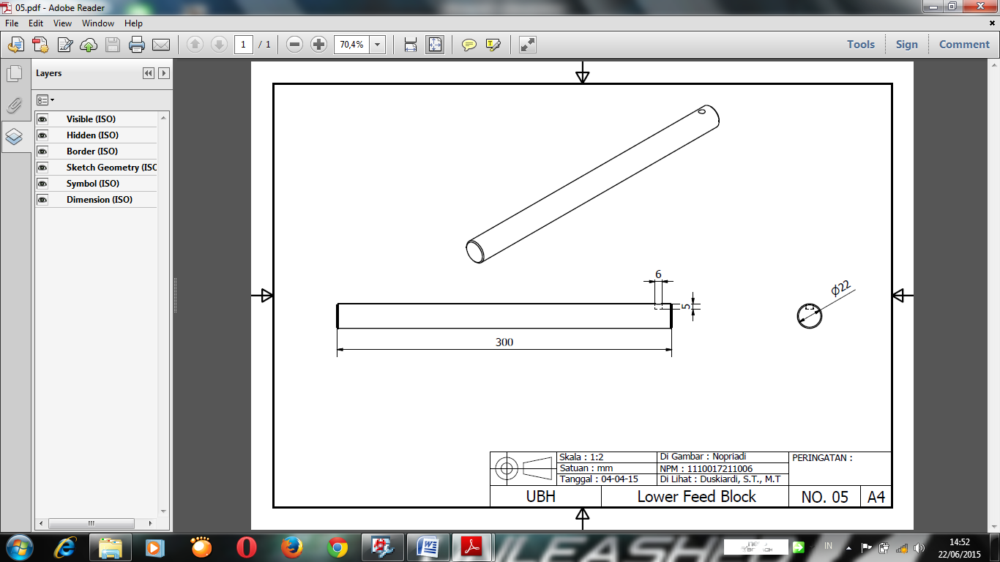 05.pdf - Adobe Reader
File Edit View Window Help
1 / 1 70,4% Tools Sign Comment
Layers
Visible (ISO)
Hidden (ISO)
Border (ISO)
Sketch Geometry (ISO
Symbol (ISO)
Dimension (ISO)
6
5
300
Ø22
Skala : 1:2
Satuan : mm
Tanggal : 04-04-15
Di Gambar : Nopriadi
NPM : 1110017211006
Di Lihat : Duskiardi, S.T., M.T
PERINGATAN :
UBH
Lower Feed Block
NO. 05
A4
IN
14:52
22/06/2015